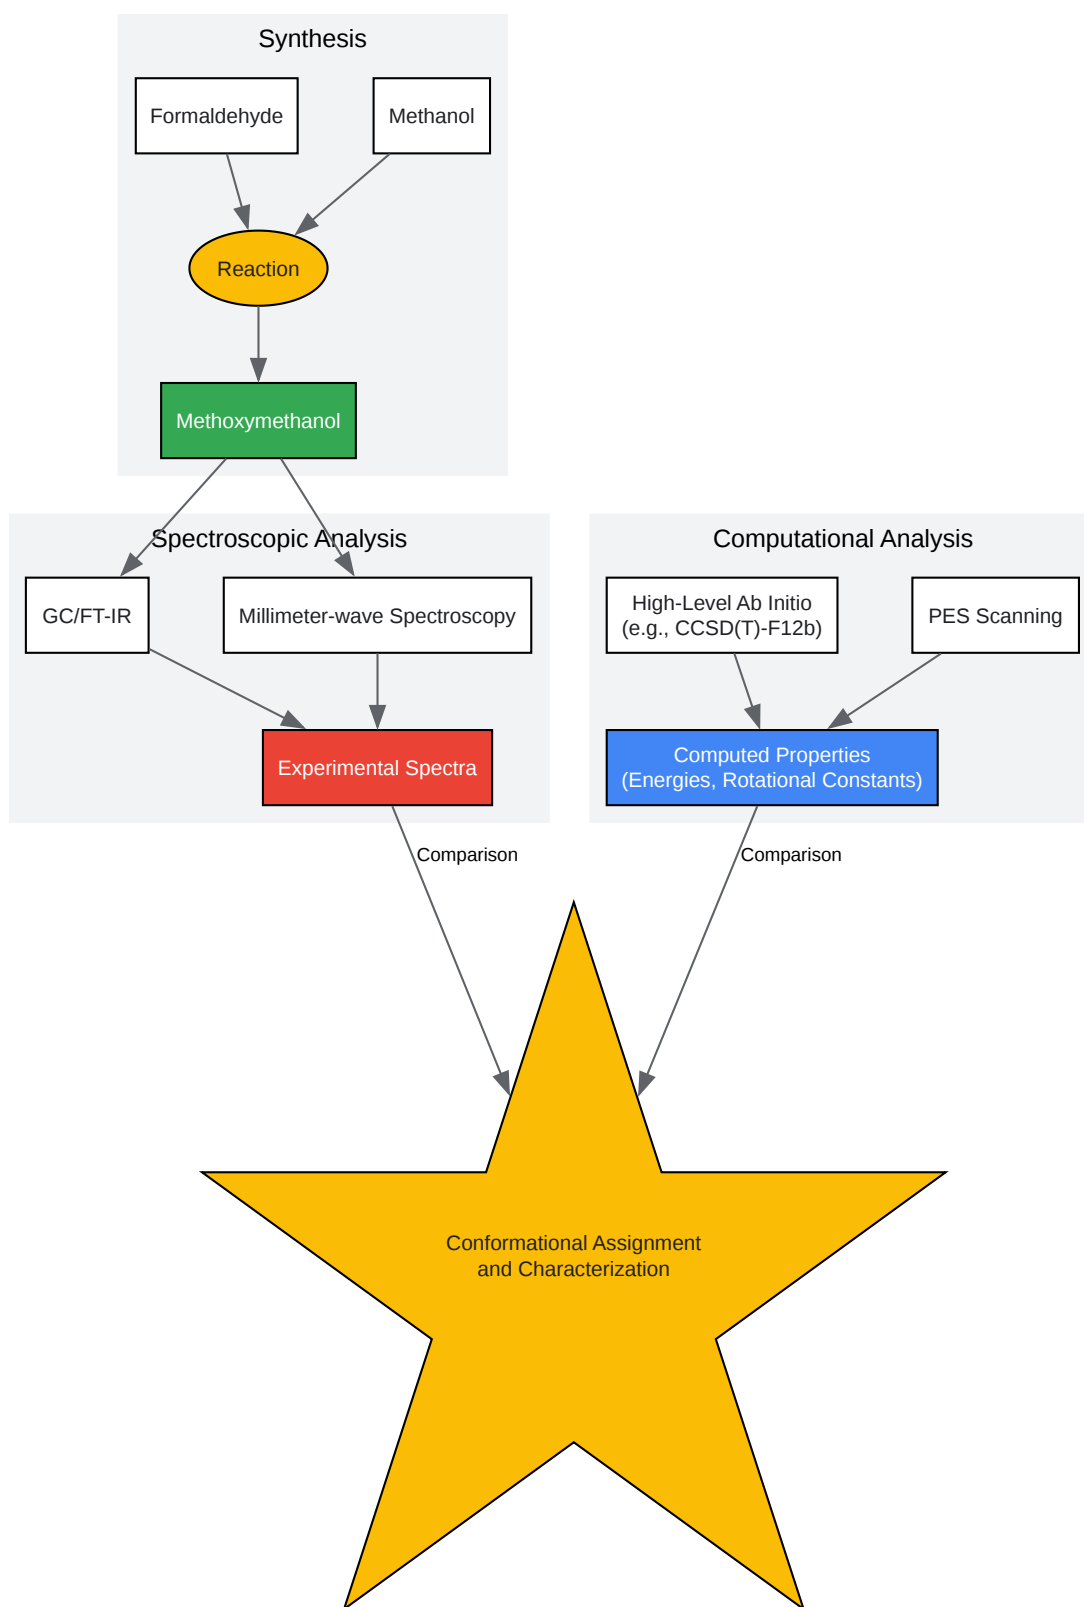 Synthesis
Formaldehyde
Methanol
Reaction
Methoxymethanol
Spectroscopic Analysis
GC/FT-IR
Millimeter-wave Spectroscopy
Experimental Spectra
Computational Analysis
High-Level Ab Initio
(e.g., CCSD(T)-F12b)
PES Scanning
Computed Properties
(Energies, Rotational Constants)
Comparison
Comparison
Conformational Assignment
and Characterization